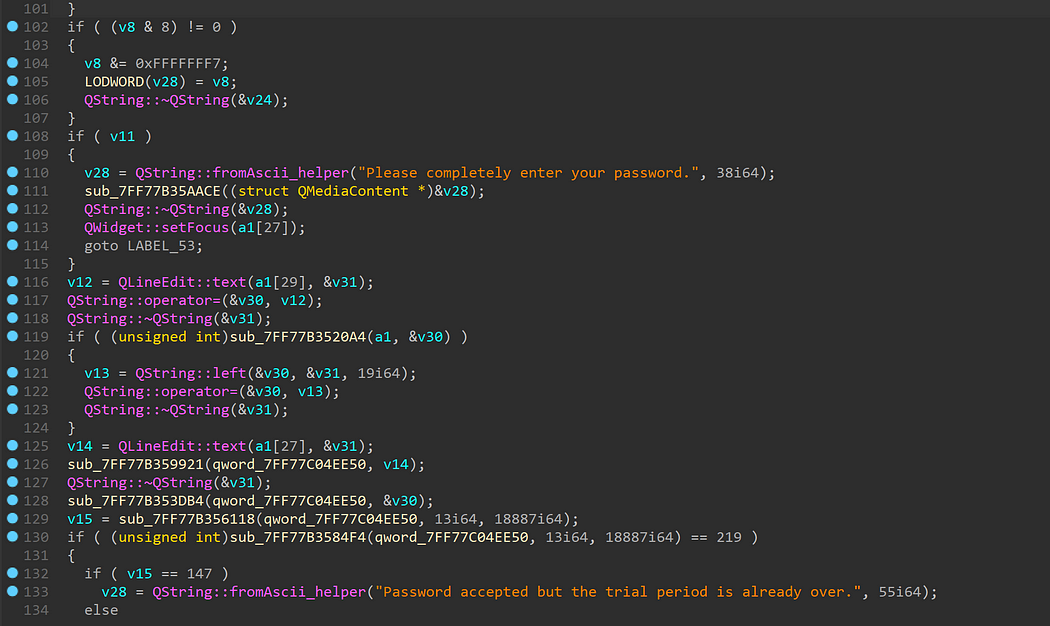 101 }
102 if ( (v8 & 8) != 0 )
103 {
104 v8 &= 0xFFFFFFF7;
105 LODWORD(v28) = v8;
106 QString::~QString(&v24);
107 }
108 if ( v11 )
109 {
110 v28 = QString::fromAscii_helper("Please completely enter your password.", 38i64);
111 sub_7FF77B35AACE((struct QMediaContent *)&v28);
112 QString::~QString(&v28);
113 QWidget::setFocus(a1[27]);
114 goto LABEL_53;
115 }
116 v12 = QLineEdit::text(a1[29], &v31);
117 QString::operator=(&v30, v12);
118 QString::~QString(&v31);
119 if ( (unsigned int)sub_7FF77B3520A4(a1, &v30) )
120 {
121 v13 = QString::left(&v30, &v31, 19i64);
122 QString::operator=(&v30, v13);
123 QString::~QString(&v31);
124 }
125 v14 = QLineEdit::text(a1[27], &v31);
126 sub_7FF77B359921(qword_7FF77C04EE50, v14);
127 QString::~QString(&v31);
128 sub_7FF77B353DB4(qword_7FF77C04EE50, &v30);
129 v15 = sub_7FF77B356118(qword_7FF77C04EE50, 13i64, 18887i64);
130 if ( (unsigned int)sub_7FF77B3584F4(qword_7FF77C04EE50, 13i64, 18887i64) == 219 )
131 {
132 if ( v15 == 147 )
133 v28 = QString::fromAscii_helper("Password accepted but the trial period is already over.", 55i64);
134 else